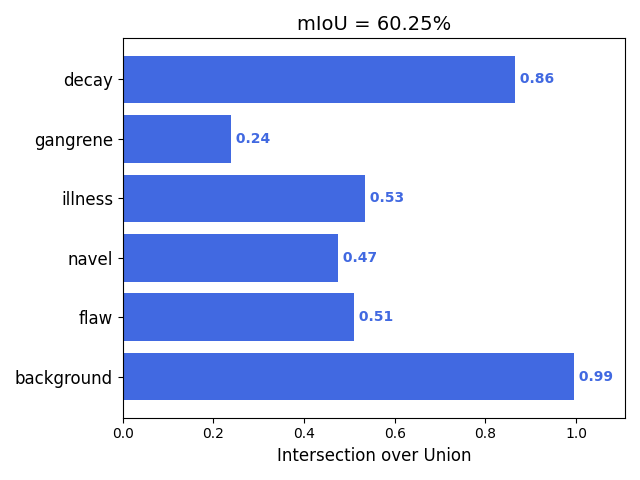 mIoU = 60.25%
decay 0.86
gangrene 0.24
illness 0.53
navel 0.47
flaw 0.51
background 0.99
0.0 0.2 0.4 0.6 0.8 1.0
Intersection over Union